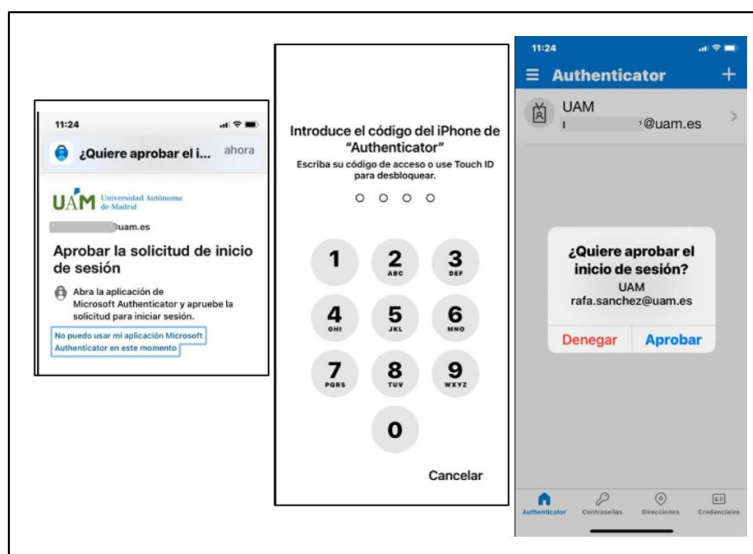 11:24
¿Quiere aprobar el i... ahora
UAM Universidad Autónoma
de Madrid
@uam.es
Aprobar la solicitud de inicio
de sesión
Abra la aplicación de
Microsoft Authenticator y apruebe la
solicitud para iniciar sesión.
No puedo usar mi aplicación Microsoft
Authenticator en este momento
Introduce el código del iPhone de
“Authenticator”
Escriba su código de acceso o use Touch ID
para desbloquear.
1 2 3
ABC DEF
4 5 6
GHI JKL MNO
7 8 9
PQRS TUV WXYZ
0
Cancelar
11:24
Authenticator
UAM
@uam.es
¿Quiere aprobar el
inicio de sesión?
UAM
rafa.sanchez@uam.es
Denegar Aprobar
Authenticator Contraseñas Direcciones Credenciales